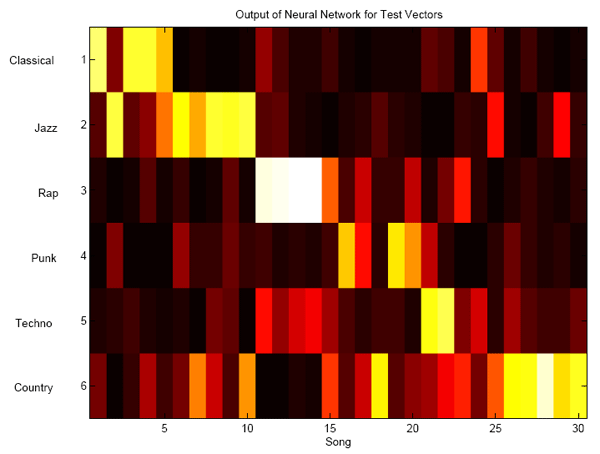 Output of Neural Network for Test Vectors
Classical 1
Jazz 2
Rap 3
Punk 4
Techno 5
Country 6
5 10 15 20 25 30
Song